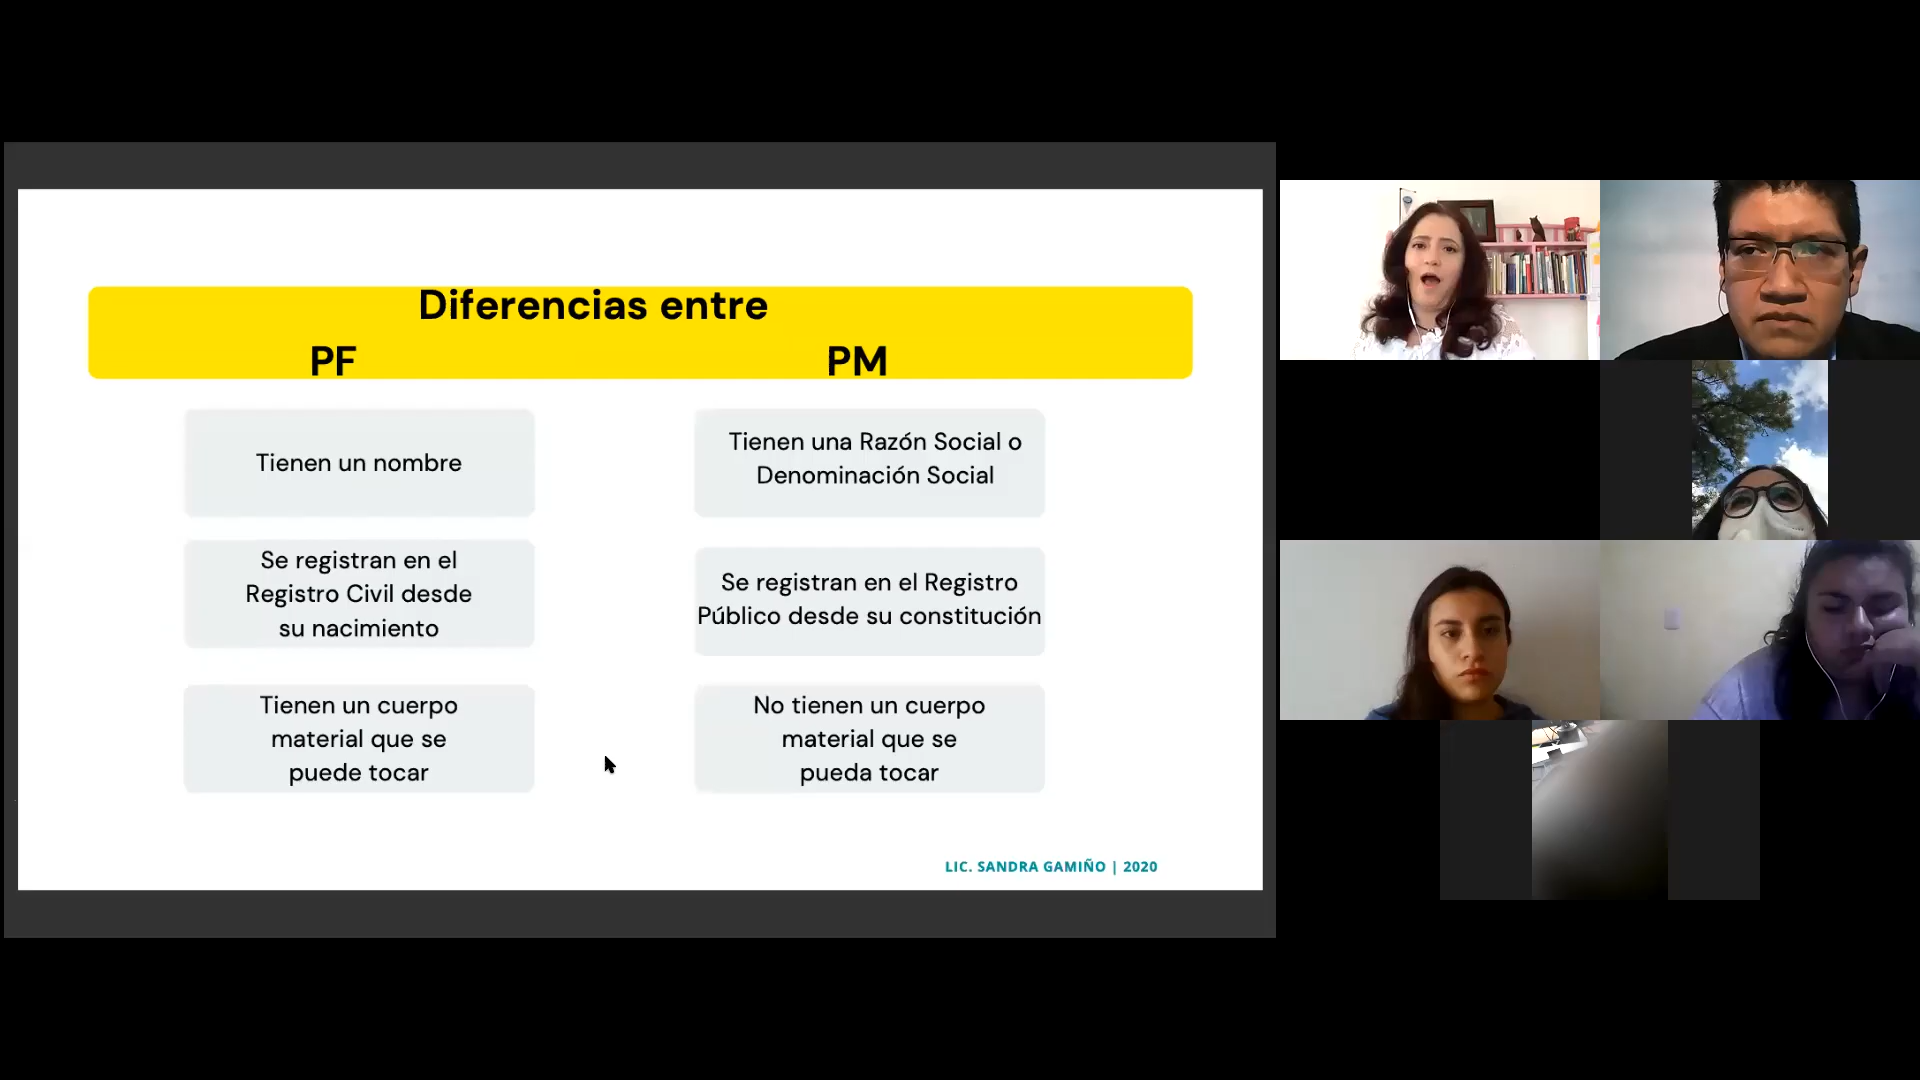 Diferencias entre
PF
PM
Tienen un nombre
Tienen una Razón Social o
Denominación Social
Se registran en el
Registro Civil desde
su nacimiento
Se registran en el Registro
Público desde su constitución
Tienen un cuerpo
material que se
puede tocar
No tienen un cuerpo
material que se
pueda tocar
LIC. SANDRA GAMIÑO | 2020